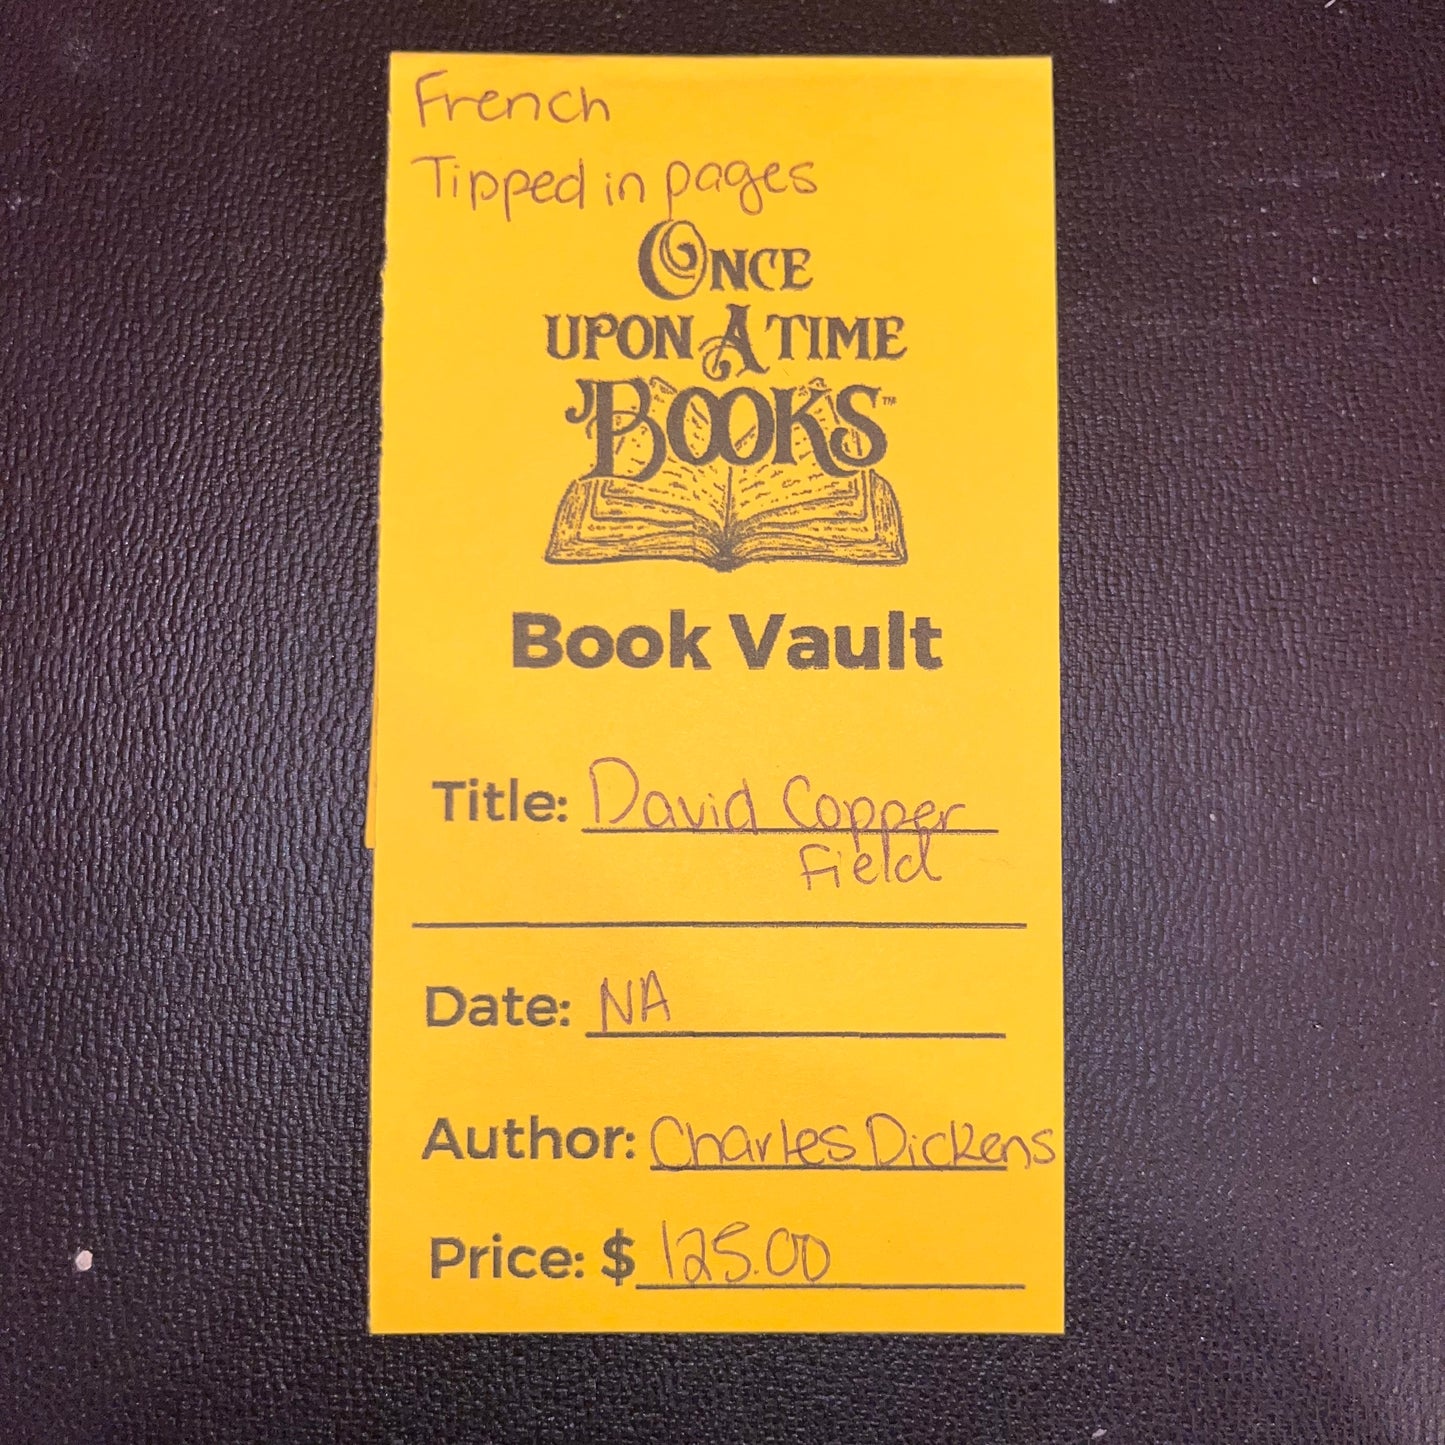 French
Tipped in pages
ONCE
UPON A TIME
BOOKS™
Book Vault
Title: David Copper
Field
Date: NA
Author: Charles Dickens
Price: $ 125.00